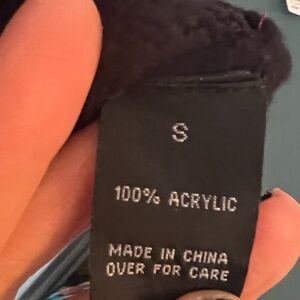 S
100% ACRYLIC
MADE IN CHINA
OVER FOR CARE